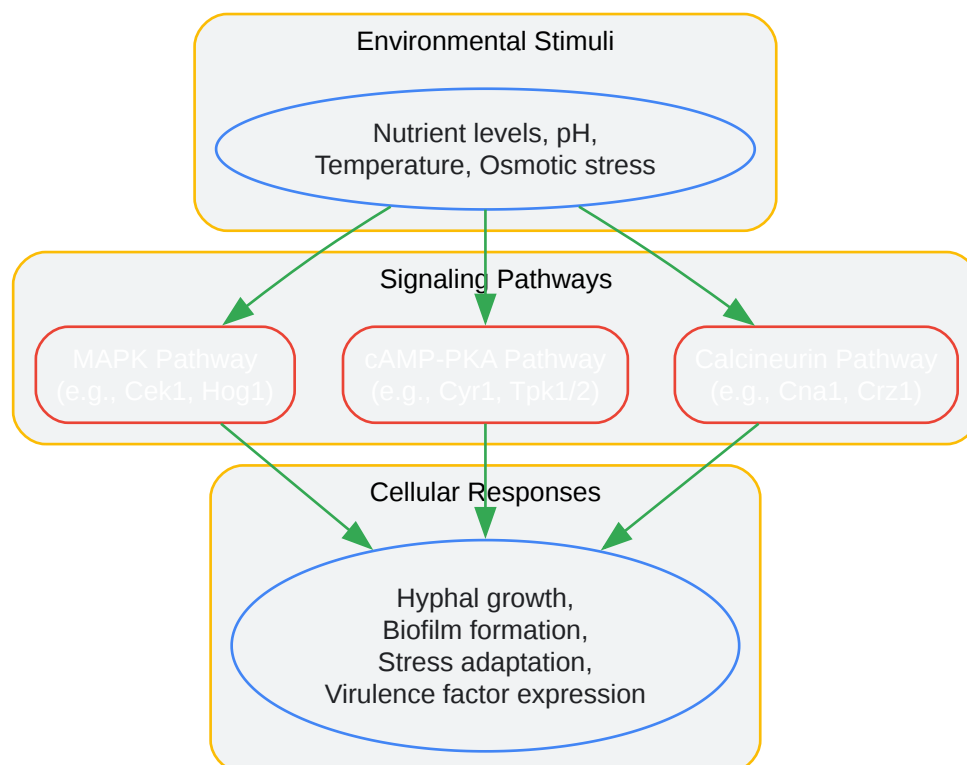 Environmental Stimuli
Nutrient levels, pH,
Temperature, Osmotic stress
Signaling Pathways
MAPK Pathway
(e.g., Cek1, Hog1)
cAMP-PKA Pathway
(e.g., Cyr1, Tpk1/2)
Calcineurin Pathway
(e.g., Cna1, Crz1)
Cellular Responses
Hyphal growth,
Biofilm formation,
Stress adaptation,
Virulence factor expression